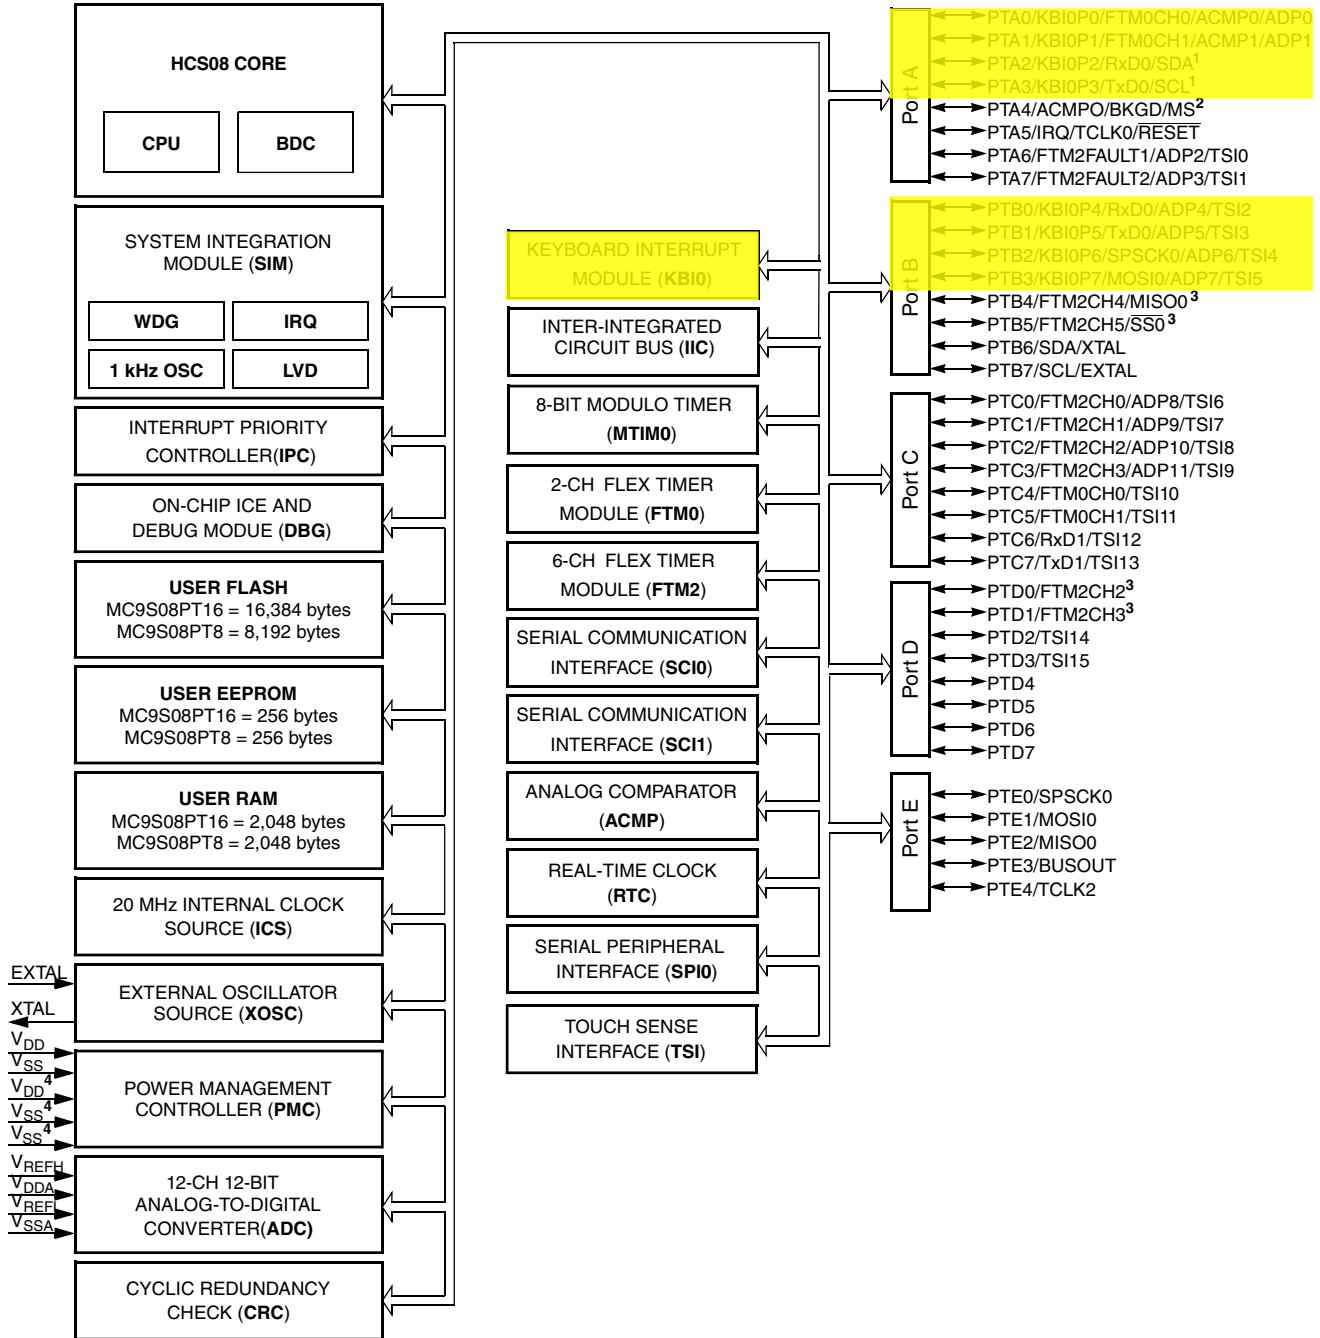 HCS08 CORE
CPU
BDC
SYSTEM INTEGRATION
MODULE (SIM)
WDG
IRQ
1 kHz OSC
LVD
INTERRUPT PRIORITY
CONTROLLER(IPC)
ON-CHIP ICE AND
DEBUG MODUE (DBG)
USER FLASH
MC9S08PT16 = 16,384 bytes
MC9S08PT8 = 8,192 bytes
USER EEPROM
MC9S08PT16 = 256 bytes
MC9S08PT8 = 256 bytes
USER RAM
MC9S08PT16 = 2,048 bytes
MC9S08PT8 = 2,048 bytes
20 MHz INTERNAL CLOCK
SOURCE (ICS)
EXTAL
XTAL
EXTERNAL OSCILLATOR
SOURCE (XOSC)
VDD
VSS
VDD4
VSS4
VSS4
POWER MANAGEMENT
CONTROLLER (PMC)
VREFH
VDDA
VREFL
VSSA
12-CH 12-BIT
ANALOG-TO-DIGITAL
CONVERTER(ADC)
CYCLIC REDUNDANCY
CHECK (CRC)
KEYBOARD INTERRUPT
MODULE (KBI0)
INTER-INTEGRATED
CIRCUIT BUS (IIC)
8-BIT MODULO TIMER
(MTIM0)
2-CH FLEX TIMER
MODULE (FTM0)
6-CH FLEX TIMER
MODULE (FTM2)
SERIAL COMMUNICATION
INTERFACE (SCI0)
SERIAL COMMUNICATION
INTERFACE (SCI1)
ANALOG COMPARATOR
(ACMP)
REAL-TIME CLOCK
(RTC)
SERIAL PERIPHERAL
INTERFACE (SPI0)
TOUCH SENSE
INTERFACE (TSI)
Port A
PTA0/KBI0P0/FTM0CH0/ACMP0/ADP0
PTA1/KBI0P1/FTM0CH1/ACMP1/ADP1
PTA2/KBI0P2/RxD0/SDA1
PTA3/KBI0P3/TxD0/SCL1
PTA4/ACMPO/BKGD/MS2
PTA5/IRQ/TCLK0/RESET
PTA6/FTM2FAULT1/ADP2/TSI0
PTA7/FTM2FAULT2/ADP3/TSI1
Port B
PTB0/KBI0P4/RxD0/ADP4/TSI2
PTB1/KBI0P5/TxD0/ADP5/TSI3
PTB2/KBI0P6/SPSCK0/ADP6/TSI4
PTB3/KBI0P7/MOSI0/ADP7/TSI5
PTB4/FTM2CH4/MISO0 3
PTB5/FTM2CH5/SS0 3
PTB6/SDA/XTAL
PTB7/SCL/EXTAL
Port C
PTC0/FTM2CH0/ADP8/TSI6
PTC1/FTM2CH1/ADP9/TSI7
PTC2/FTM2CH2/ADP10/TSI8
PTC3/FTM2CH3/ADP11/TSI9
PTC4/FTM0CH0/TSI10
PTC5/FTM0CH1/TSI11
PTC6/RxD1/TSI12
PTC7/TxD1/TSI13
Port D
PTD0/FTM2CH23
PTD1/FTM2CH33
PTD2/TSI14
PTD3/TSI15
PTD4
PTD5
PTD6
PTD7
Port E
PTE0/SPSCK0
PTE1/MOSI0
PTE2/MISO0
PTE3/BUSOUT
PTE4/TCLK2